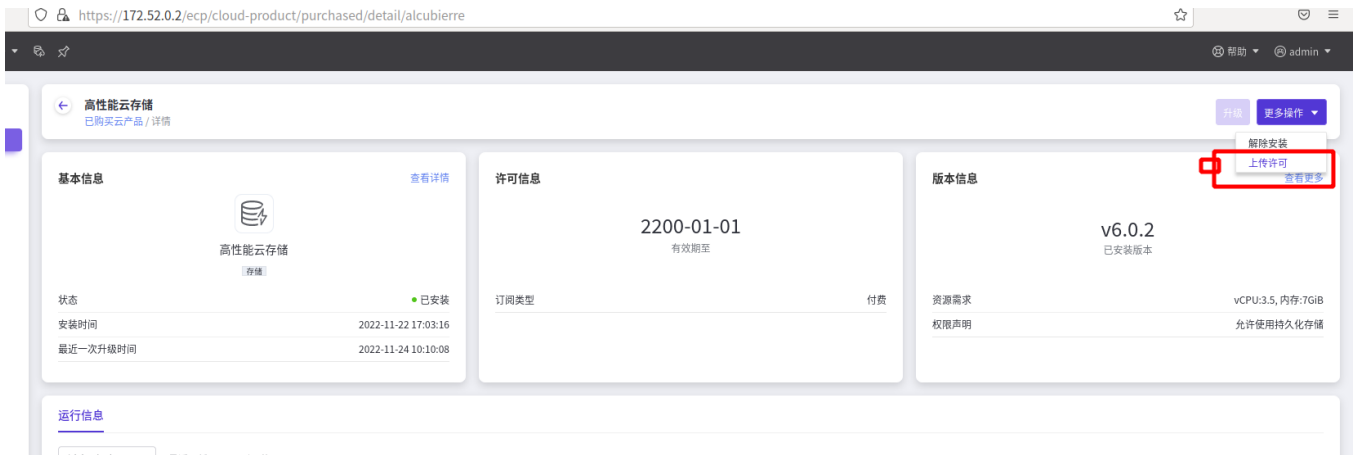 https://172.52.0.2/ecp/cloud-product/purchased/detail/alcubierre
帮助 admin
高性能云存储
已购买云产品 / 详情
升级 更多操作
解除安装
上传许可
基本信息 查看详情
高性能云存储
存储
状态 已安装
安装时间 2022-11-22 17:03:16
最近一次升级时间 2022-11-24 10:10:08
许可信息
2200-01-01
有效期至
订阅类型 付费
版本信息 查看更多
v6.0.2
已安装版本
资源需求 vCPU:3.5, 内存:7GiB
权限声明 允许使用持久化存储
运行信息